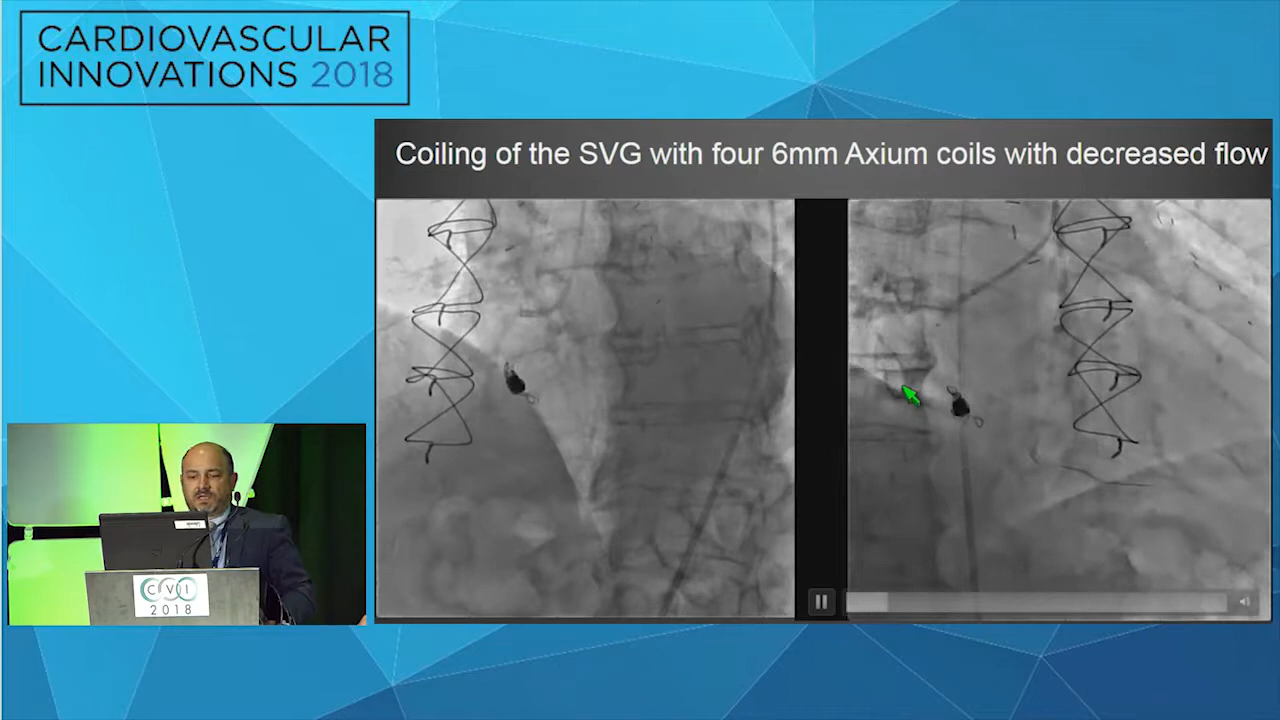 CARDIOVASCULAR
INNOVATIONS 2018
Coiling of the SVG with four 6mm Axium coils with decreased flow
CVI
2018